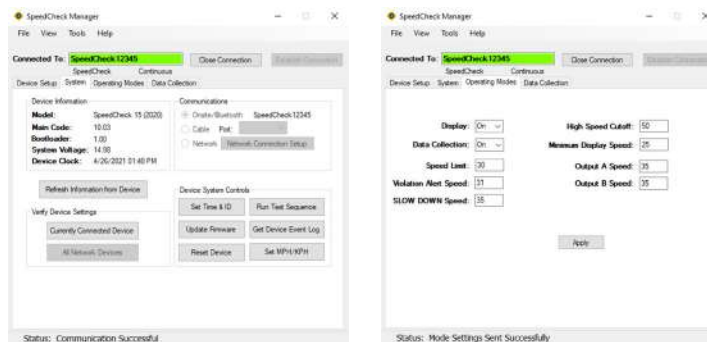 SpeedCheck Manager
File View Tools Help
Connected To: SpeedCheck12345 Close Connection
SpeedCheck Continuous
Device Setup System Operating Modes Data Collection
Device Information
Model: SpeedCheck 15 (2020)
Main Code: 10.03
Bootloader: 1.00
System Voltage: 14.98
Device Clock: 4/26/2021 01:40 PM
Refresh Information from Device
Verify Device Settings
Currently Connected Device
All Network Devices
Communications
Onsite/Bluetooth SpeedCheck12345
Cable Port:
Network Network Connection Setup
Device System Controls
Set Time & ID Run Test Sequence
Update Firmware Get Device Event Log
Reset Device Set MPH/KPH
Status: Communication Successful
SpeedCheck Manager
File View Tools Help
Connected To: SpeedCheck12345 Close Connection
SpeedCheck Continuous
Device Setup System Operating Modes Data Collection
Display: On
Data Collection: On
Speed Limit: 30
Violation Alert Speed: 31
SLOW DOWN Speed: 35
High Speed Cutoff: 50
Minimum Display Speed: 25
Output A Speed: 35
Output B Speed: 35
Apply
Status: Mode Settings Sent Successfully